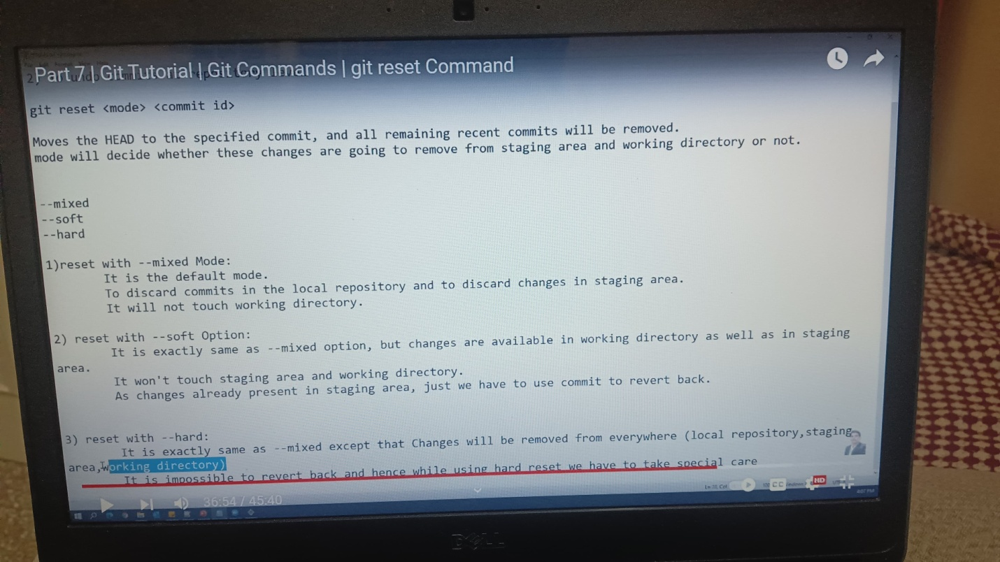 Part 7 | Git Tutorial | Git Commands | git reset Command
git reset <mode> <commit id>
Moves the HEAD to the specified commit, and all remaining recent commits will be removed.
mode will decide whether these changes are going to remove from staging area and working directory or not.
--mixed
--soft
--hard
1)reset with --mixed Mode:
It is the default mode.
To discard commits in the local repository and to discard changes in staging area.
It will not touch working directory.
2) reset with --soft Option:
It is exactly same as --mixed option, but changes are available in working directory as well as in staging
area.
It won't touch staging area and working directory.
As changes already present in staging area, just we have to use commit to revert back.
3) reset with --hard:
It is exactly same as --mixed except that Changes will be removed from everywhere (local repository,staging
area,working directory)
It is impossible to revert back and hence while using hard reset we have to take special care
36:54 / 45:40
CC
HD
4:07 PM
DELL